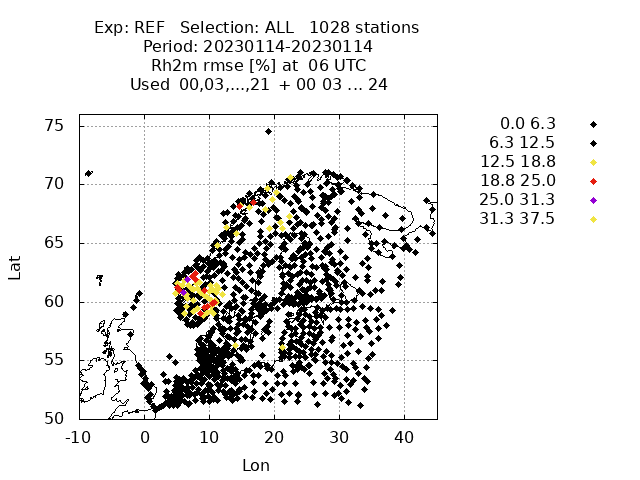 Exp: REF   Selection: ALL   1028 stations
Period: 20230114-20230114
Rh2m rmse [%] at  06 UTC
Used  00,03,...,21  + 00 03 ... 24
0.0 6.3
6.3 12.5
12.5 18.8
18.8 25.0
25.0 31.3
31.3 37.5
75
70
65
60
55
50
Lat
-10 0 10 20 30 40
Lon